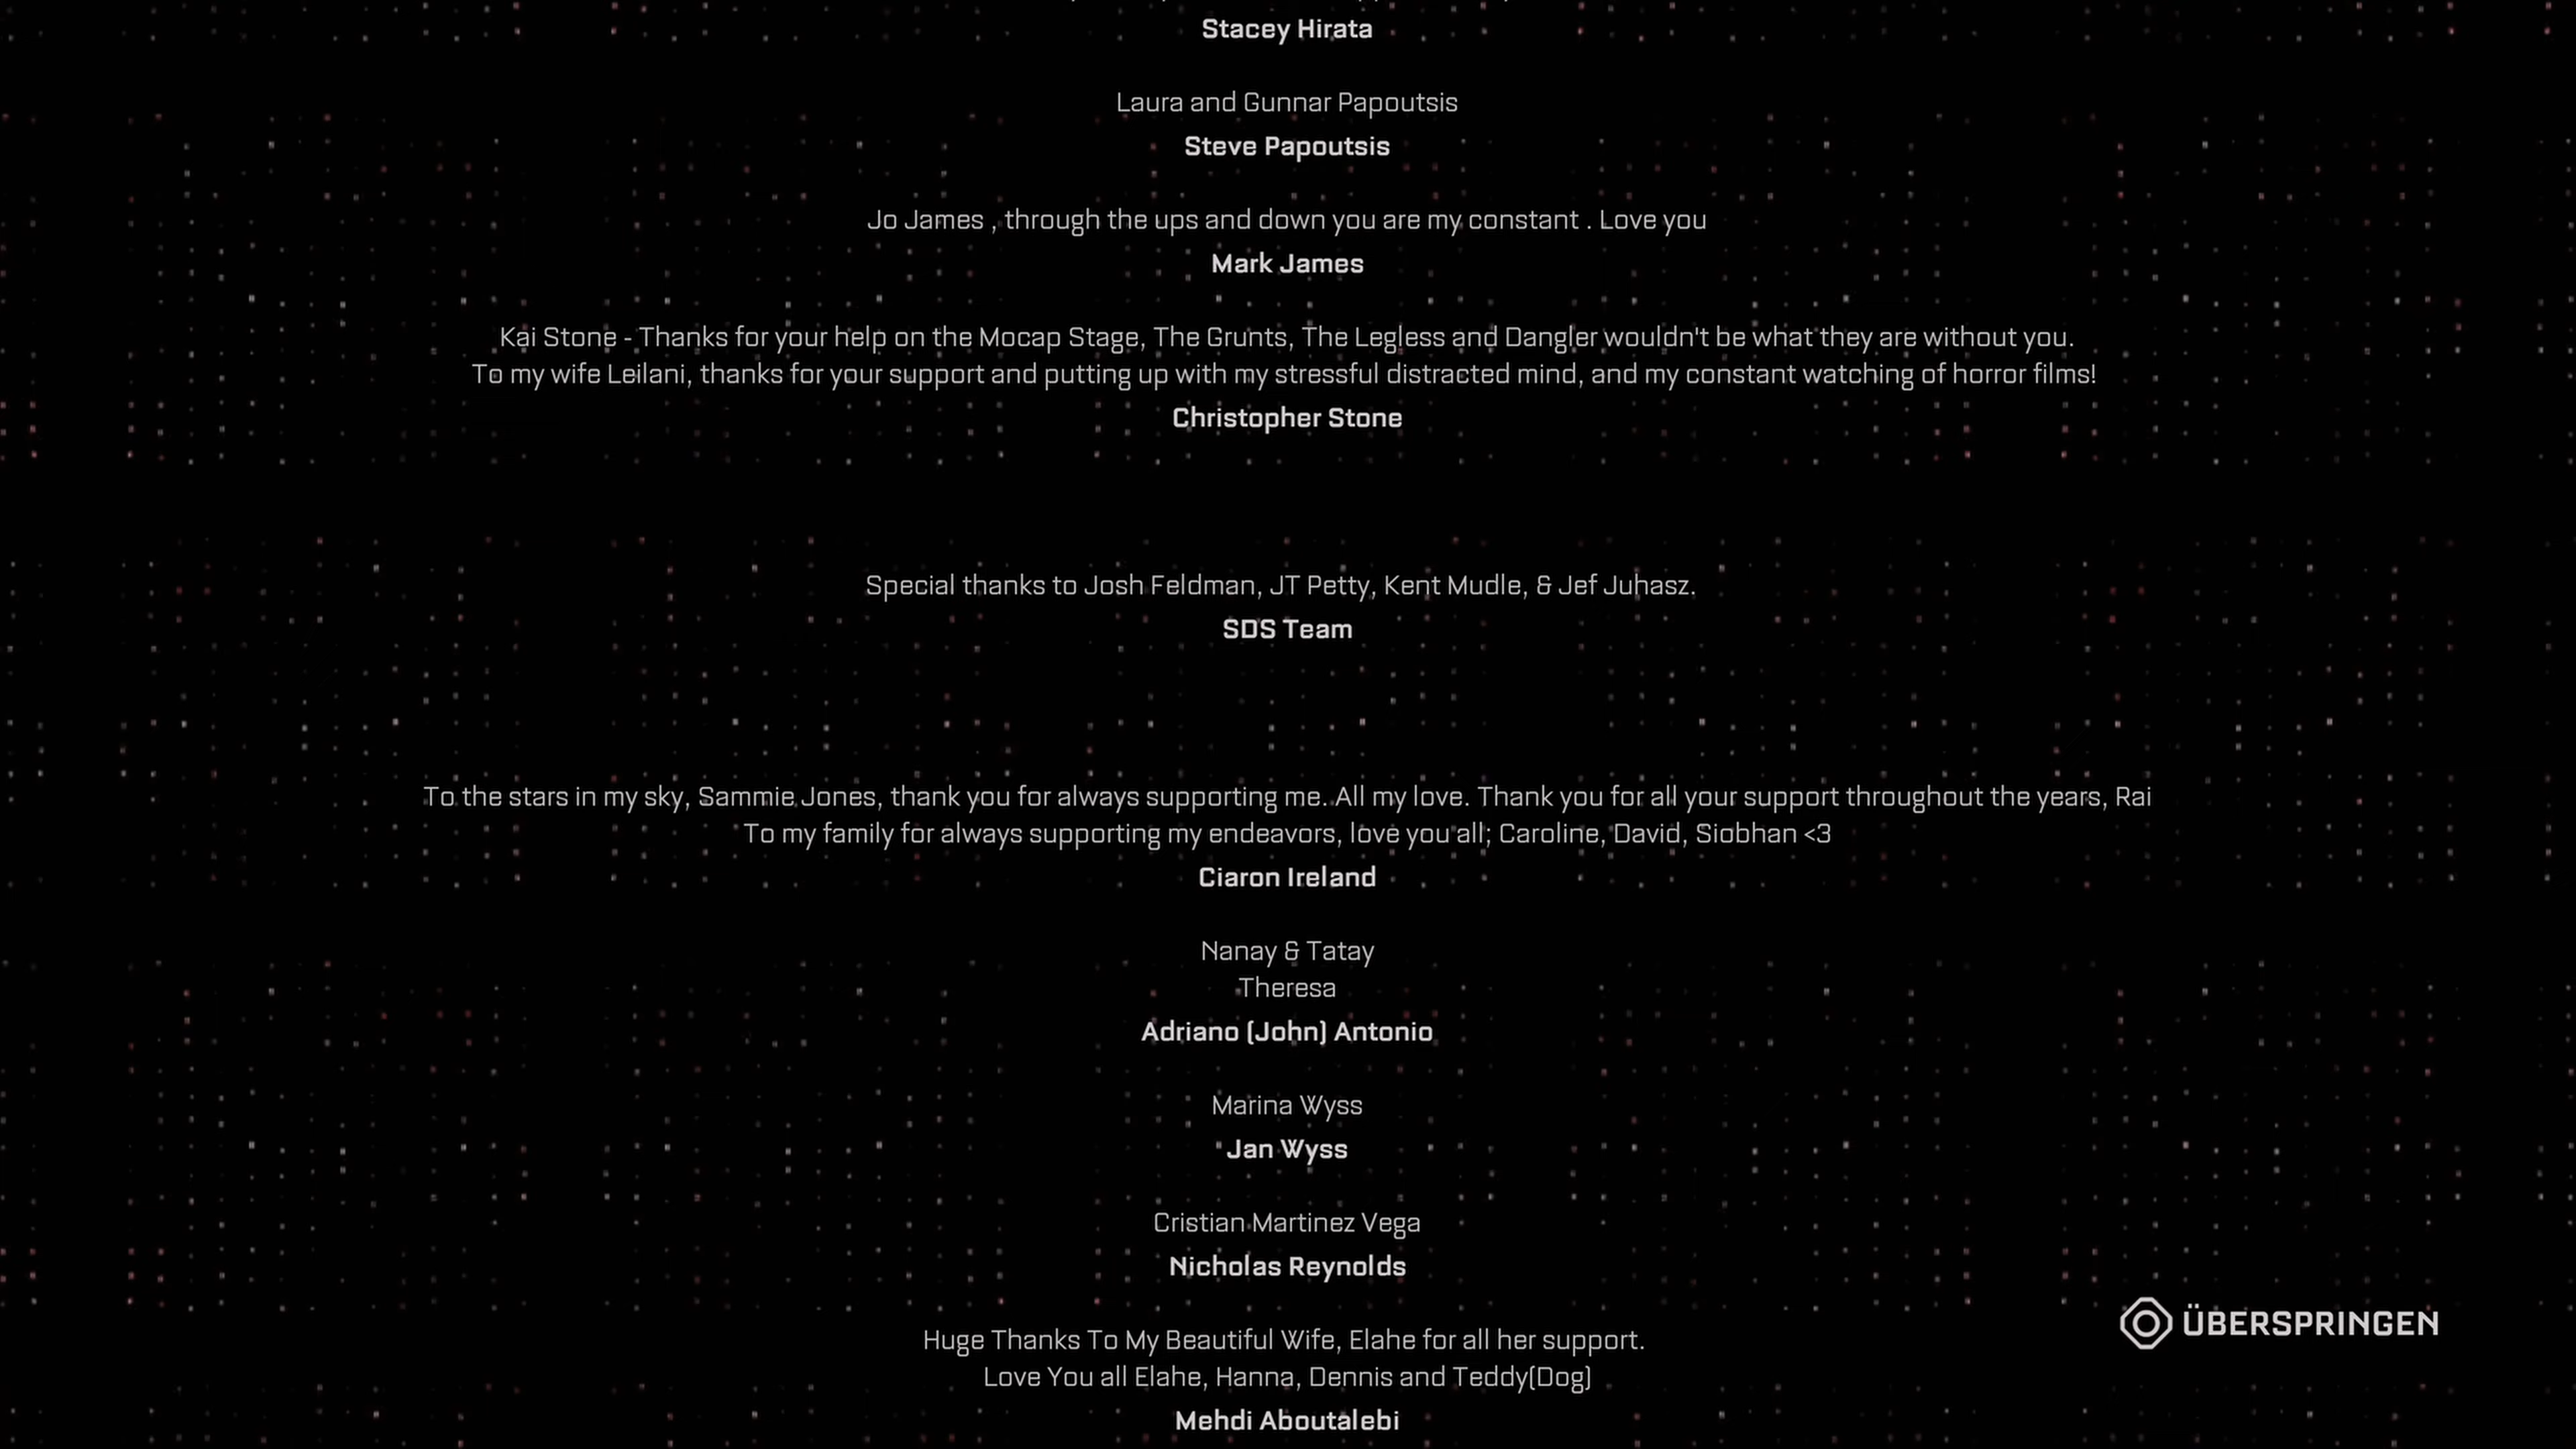 Stacey Hirata
Laura and Gunnar Papoutsis
Steve Papoutsis
Jo James , through the ups and down you are my constant . Love you
Mark James
Kai Stone - Thanks for your help on the Mocap Stage, The Grunts, The Legless and Dangler wouldn't be what they are without you.
To my wife Leilani, thanks for your support and putting up with my stressful distracted mind, and my constant watching of horror films!
Christopher Stone
Special thanks to Josh Feldman, JT Petty, Kent Mudle, & Jef Juhasz.
SDS Team
To the stars in my sky, Sammie Jones, thank you for always supporting me. All my love. Thank you for all your support throughout the years, Rai
To my family for always supporting my endeavors, love you all; Caroline, David, Siobhan <3
Ciaron Ireland
Nanay & Tatay
Theresa
Adriano (John) Antonio
Marina Wyss
Jan Wyss
Cristian Martinez Vega
Nicholas Reynolds
ÜBERSPRINGEN
Huge Thanks To My Beautiful Wife, Elahe for all her support.
Love You all Elahe, Hanna, Dennis and Teddy(Dog)
Mehdi Aboutalebi